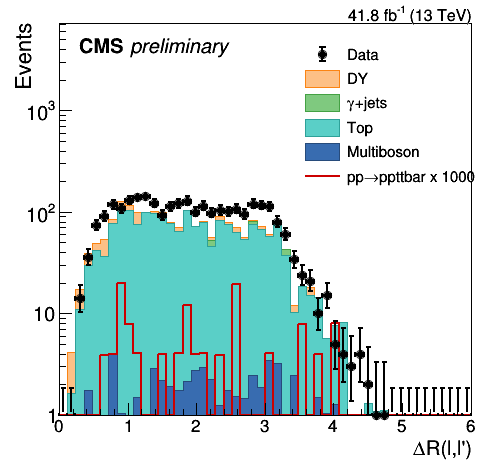 41.8 fb⁻¹ (13 TeV)
CMS preliminary
Events
Data
DY
γ+jets
Top
Multiboson
pp→ppttbar x 1000
10³
10²
10
1
0 1 2 3 4 5 6
ΔR(l,l')